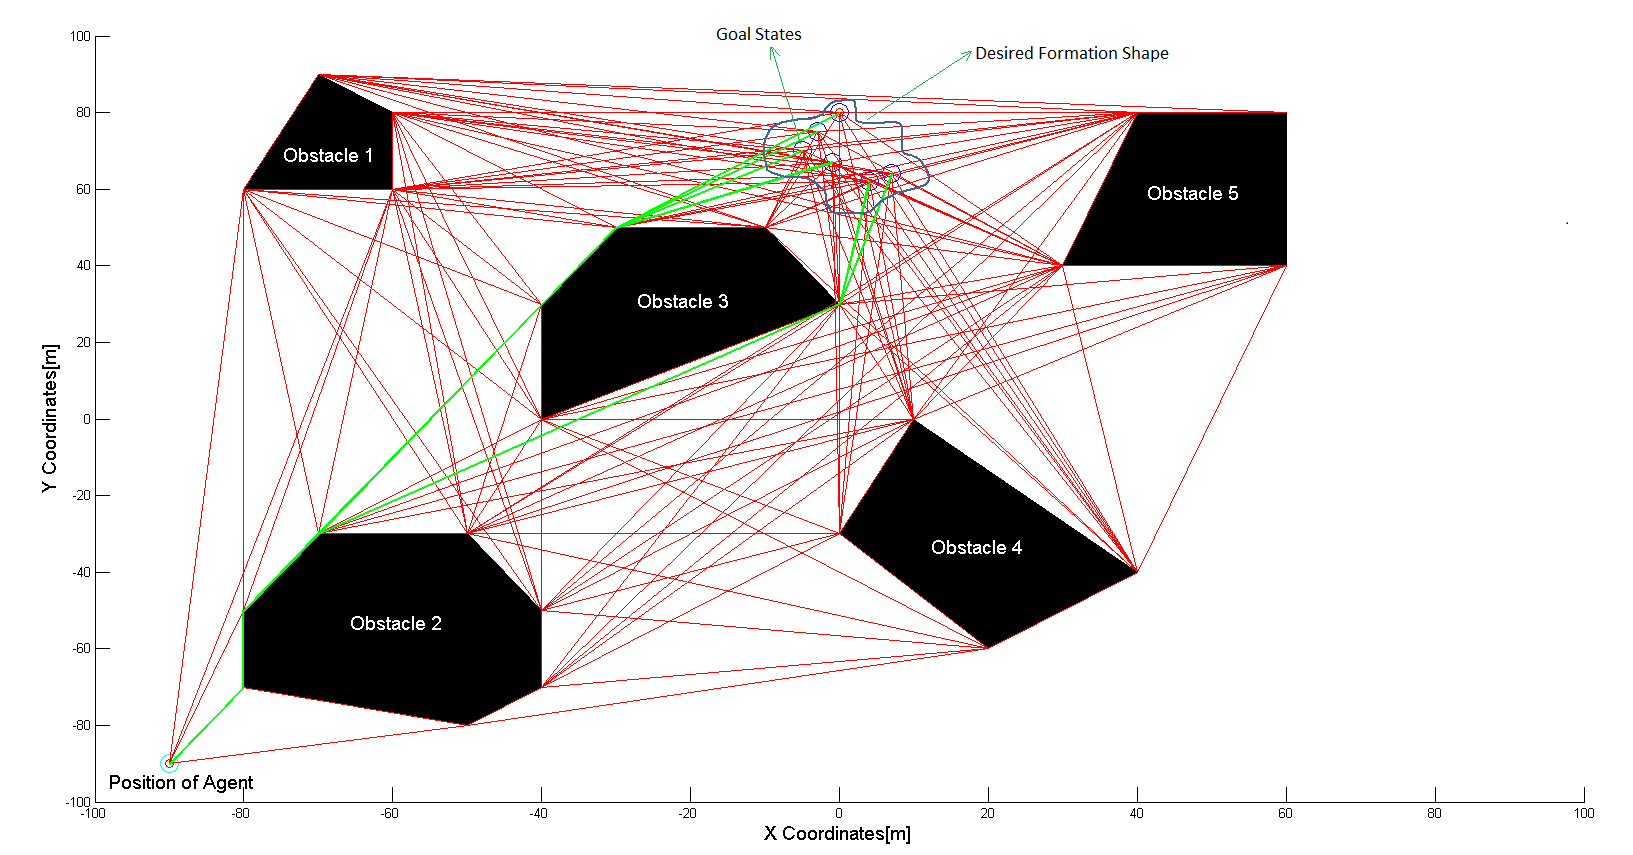 Goal States
Desired Formation Shape
100
80
60
40
20
0
-20
-40
-60
-80
-100
Y Coordinates[m]
Obstacle 1
Obstacle 5
Obstacle 3
Obstacle 4
Obstacle 2
Position of Agent
-100
-80
-60
-40
-20
0
20
40
60
80
100
X Coordinates[m]